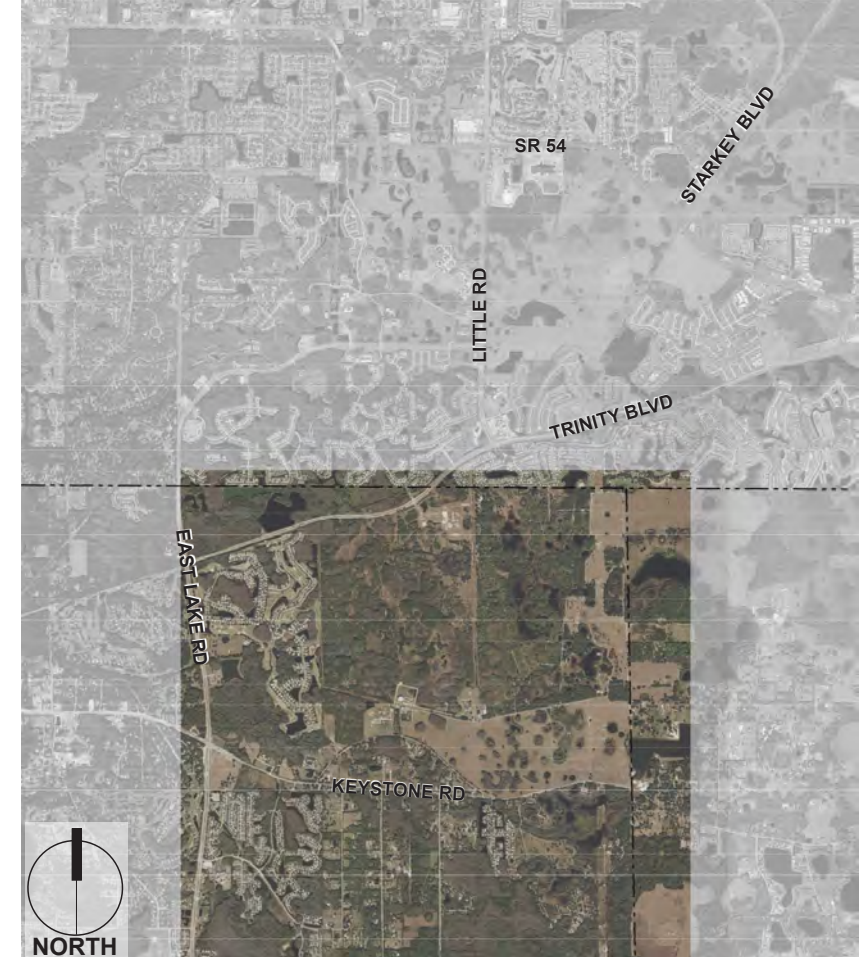 SR 54
STARKEY BLVD
LITTLE RD
TRINITY BLVD
EAST LAKE RD
KEYSTONE RD
NORTH